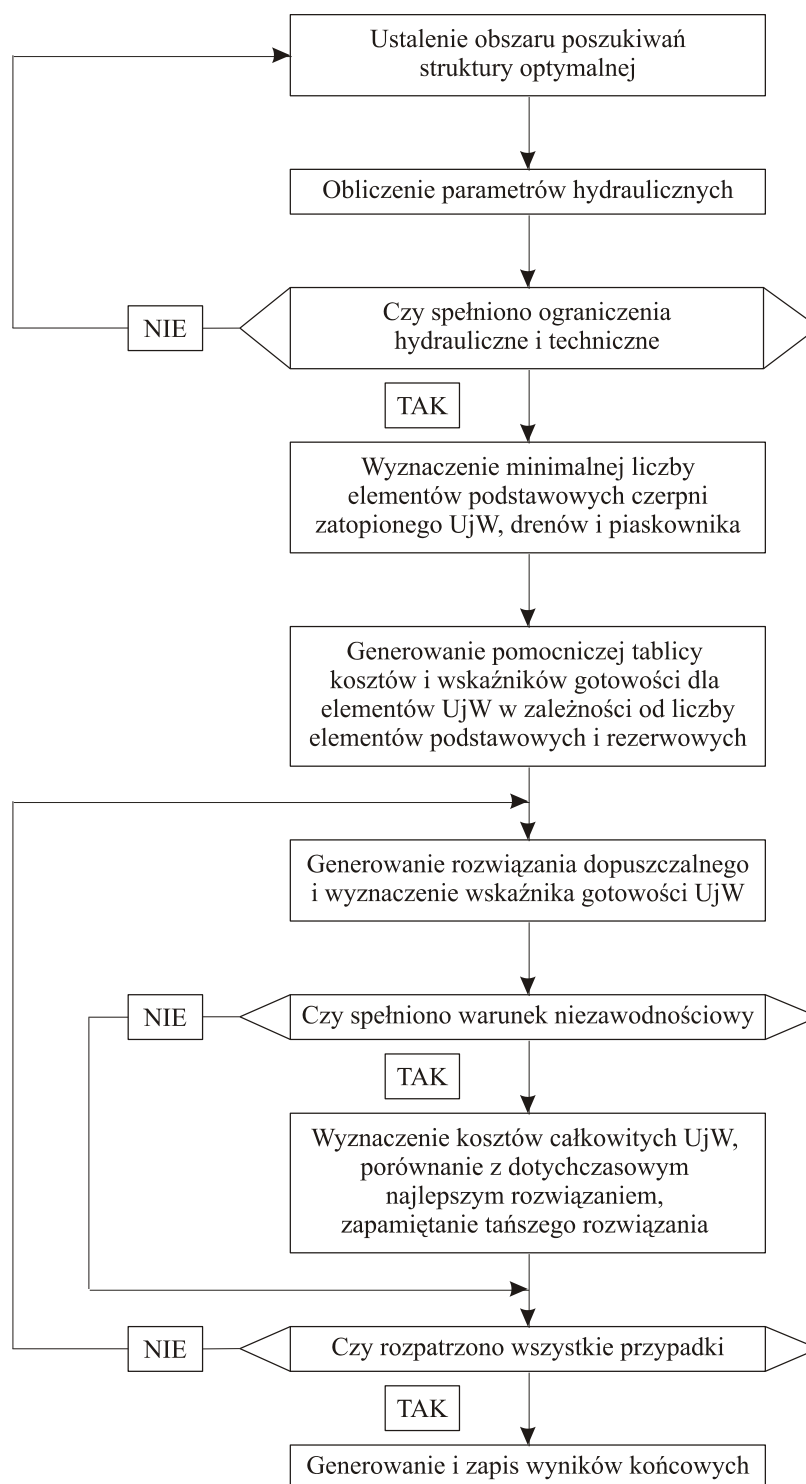 Ustalenie obszaru poszukiwań
struktury optymalnej
Obliczenie parametrów hydraulicznych
NIE
Czy spełniono ograniczenia
hydrauliczne i techniczne
TAK
Wyznaczenie minimalnej liczby
elementów podstawowych czerpni
zatopionego UjW, drenów i piaskownika
Generowanie pomocniczej tablicy
kosztów i wskaźników gotowości dla
elementów UjW w zależności od liczby
elementów podstawowych i rezerwowych
Generowanie rozwiązania dopuszczalnego
i wyznaczenie wskaźnika gotowości UjW
NIE
Czy spełniono warunek niezawodnościowy
TAK
Wyznaczenie kosztów całkowitych UjW,
porównanie z dotychczasowym
najlepszym rozwiązaniem,
zapamiętanie tańszego rozwiązania
NIE
Czy rozpatrzono wszystkie przypadki
TAK
Generowanie i zapis wyników końcowych